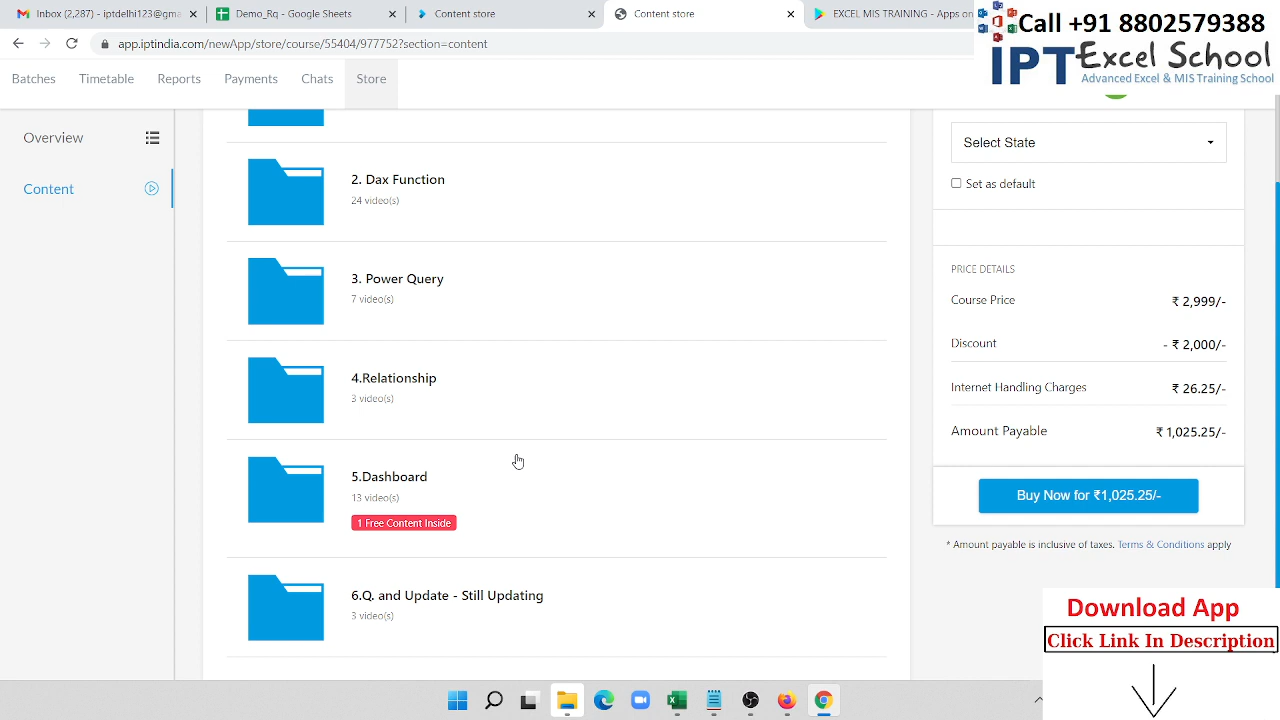 Inbox (2,287) - iptdelhi123@gm
Demo_Rq - Google Sheets
Content store
Content store
EXCEL MIS TRAINING - Apps on
app.iptindia.com/newApp/store/course/55404/977752?section=content
Call +91 8802579388
IPT Excel School
Advanced Excel & MIS Training School
Batches
Timetable
Reports
Payments
Chats
Store
Overview
Content
2. Dax Function
24 video(s)
3. Power Query
7 video(s)
4.Relationship
3 video(s)
5.Dashboard
13 video(s)
1 Free Content Inside
6.Q. and Update - Still Updating
3 video(s)
Select State
Set as default
PRICE DETAILS
Course Price ₹ 2,999/-
Discount - ₹ 2,000/-
Internet Handling Charges ₹ 26.25/-
Amount Payable ₹ 1,025.25/-
Buy Now for ₹1,025.25/-
* Amount payable is inclusive of taxes. Terms & Conditions apply
Download App
Click Link In Description